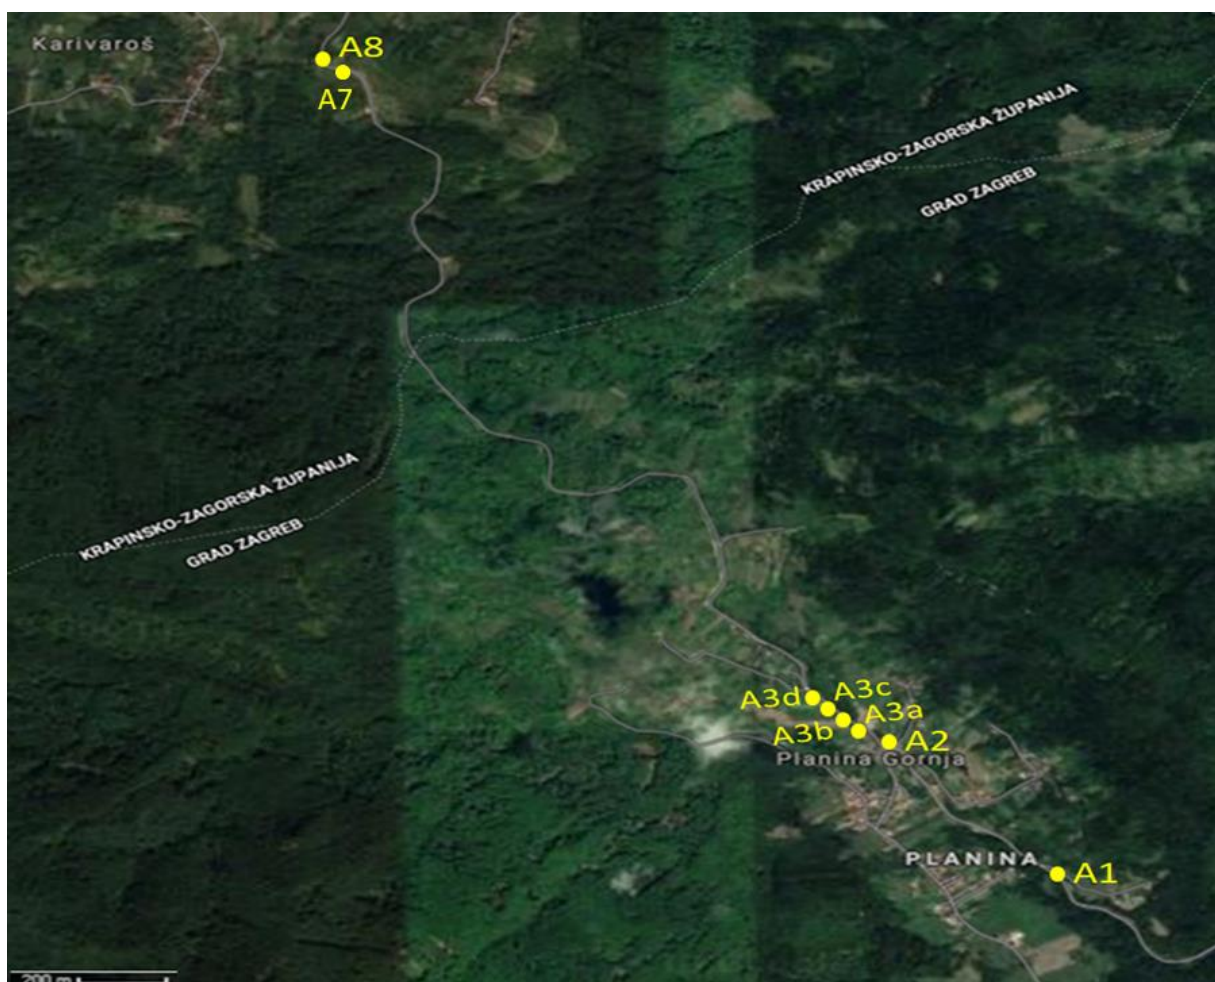 Karivaroš
A8
A7
KRAPINSKO-ZAGORSKA ŽUPANIJA
GRAD ZAGREB
KRAPINSKO-ZAGORSKA ŽUPANIJA
GRAD ZAGREB
A3d
A3c
A3a
A3b
A2
Planina Gornja
PLANINA
A1
200 m